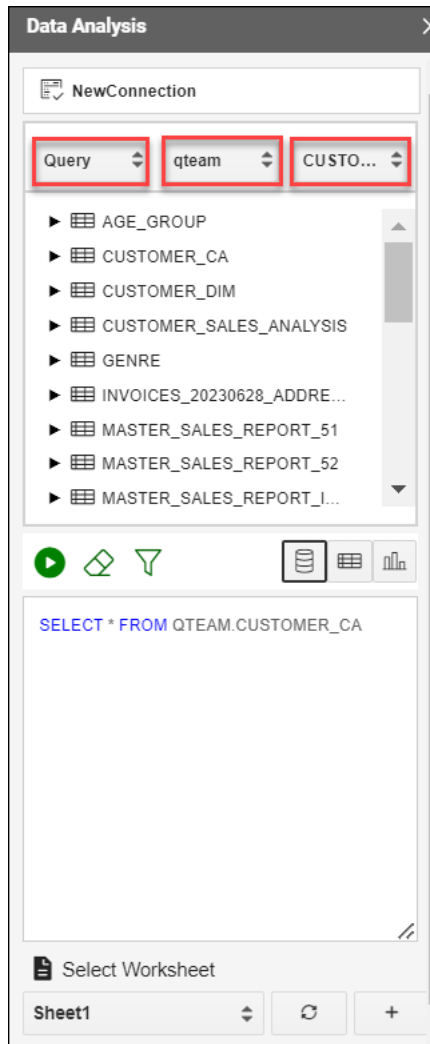 Data Analysis
NewConnection
Query qteam CUSTO...
AGE_GROUP
CUSTOMER_CA
CUSTOMER_DIM
CUSTOMER_SALES_ANALYSIS
GENRE
INVOICES_20230628_ADDRE...
MASTER_SALES_REPORT_51
MASTER_SALES_REPORT_52
MASTER_SALES_REPORT_I...
SELECT * FROM QTEAM.CUSTOMER_CA
Select Worksheet
Sheet1